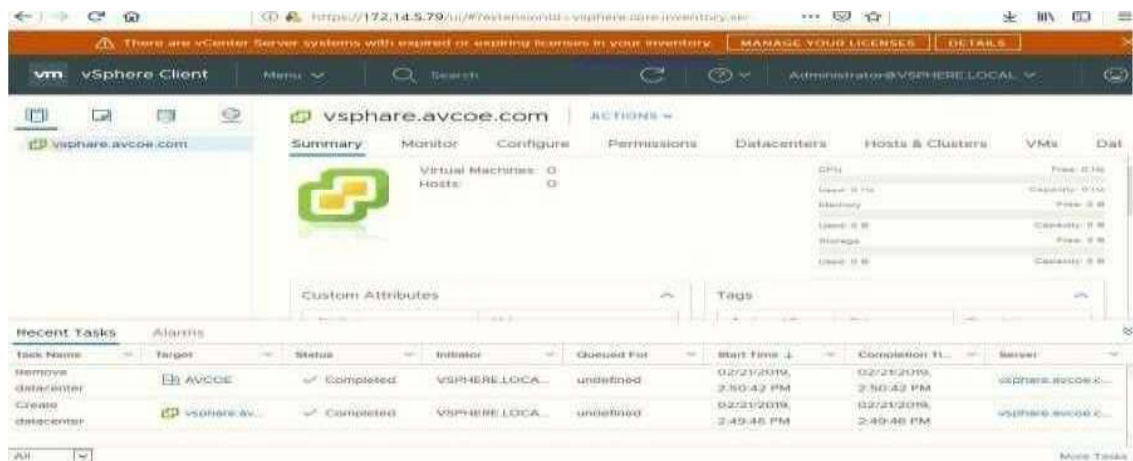 https://172.14.5.79/ui/#?extensionId=vsphere.core.inventory.ser
There are vCenter Server systems with expired or expiring licenses in your inventory. MANAGE YOUR LICENSES DETAILS
vm vSphere Client Menu Search Administrator@VSPHERE.LOCAL
vsphare.avcoe.com ACTIONS
vsphare.avcoe.com
Summary Monitor Configure Permissions Datacenters Hosts & Clusters VMs Dat
Virtual Machines: 0
Hosts: 0
CPU Free: 0 Hz
Used: 0 Hz Capacity: 0 Hz
Memory Free: 0 B
Used: 0 B Capacity: 0 B
Storage Free: 0 B
Used: 0 B Capacity: 0 B
Custom Attributes Tags
Recent Tasks Alarms
Task Name Target Status Initiator Queued For Start Time Completion Ti... Server
Remove datacenter AVCOE Completed VSPHERE.LOCA... undefined 02/21/2019, 2:50:42 PM 02/21/2019, 2:50:42 PM vsphare.avcoe.c...
Create datacenter vsphare.av... Completed VSPHERE.LOCA... undefined 02/21/2019, 2:49:46 PM 02/21/2019, 2:49:46 PM vsphare.avcoe.c...
All More Tasks